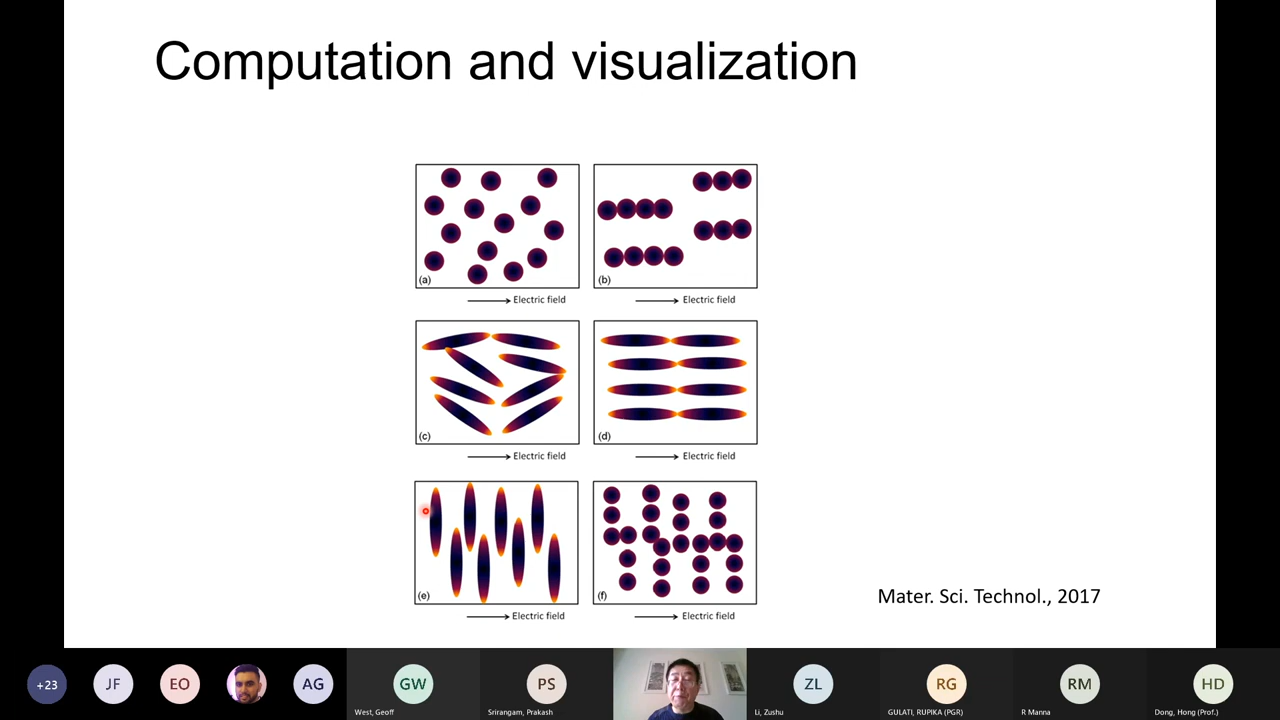 Computation and visualization
(a)
(b)
Electric field
Electric field
(c)
(d)
Electric field
Electric field
(e)
(f)
Electric field
Electric field
Mater. Sci. Technol., 2017
+23
JF
EO
AG
GW
West, Geoff
PS
Srirangam, Prakash
ZL
Li, Zushu
RG
GULATI, RUPIKA (PGR)
RM
R Manna
HD
Dong, Hong (Prof.)